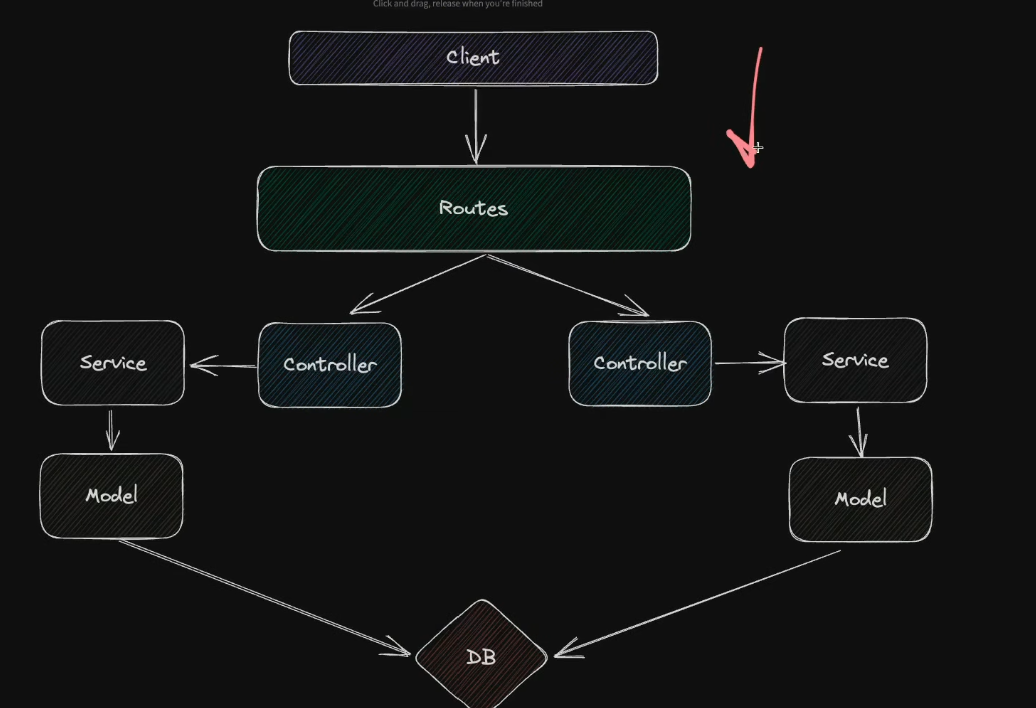 Click and drag, release when you're finished
Client
Routes
Service
Controller
Controller
Service
Model
Model
DB